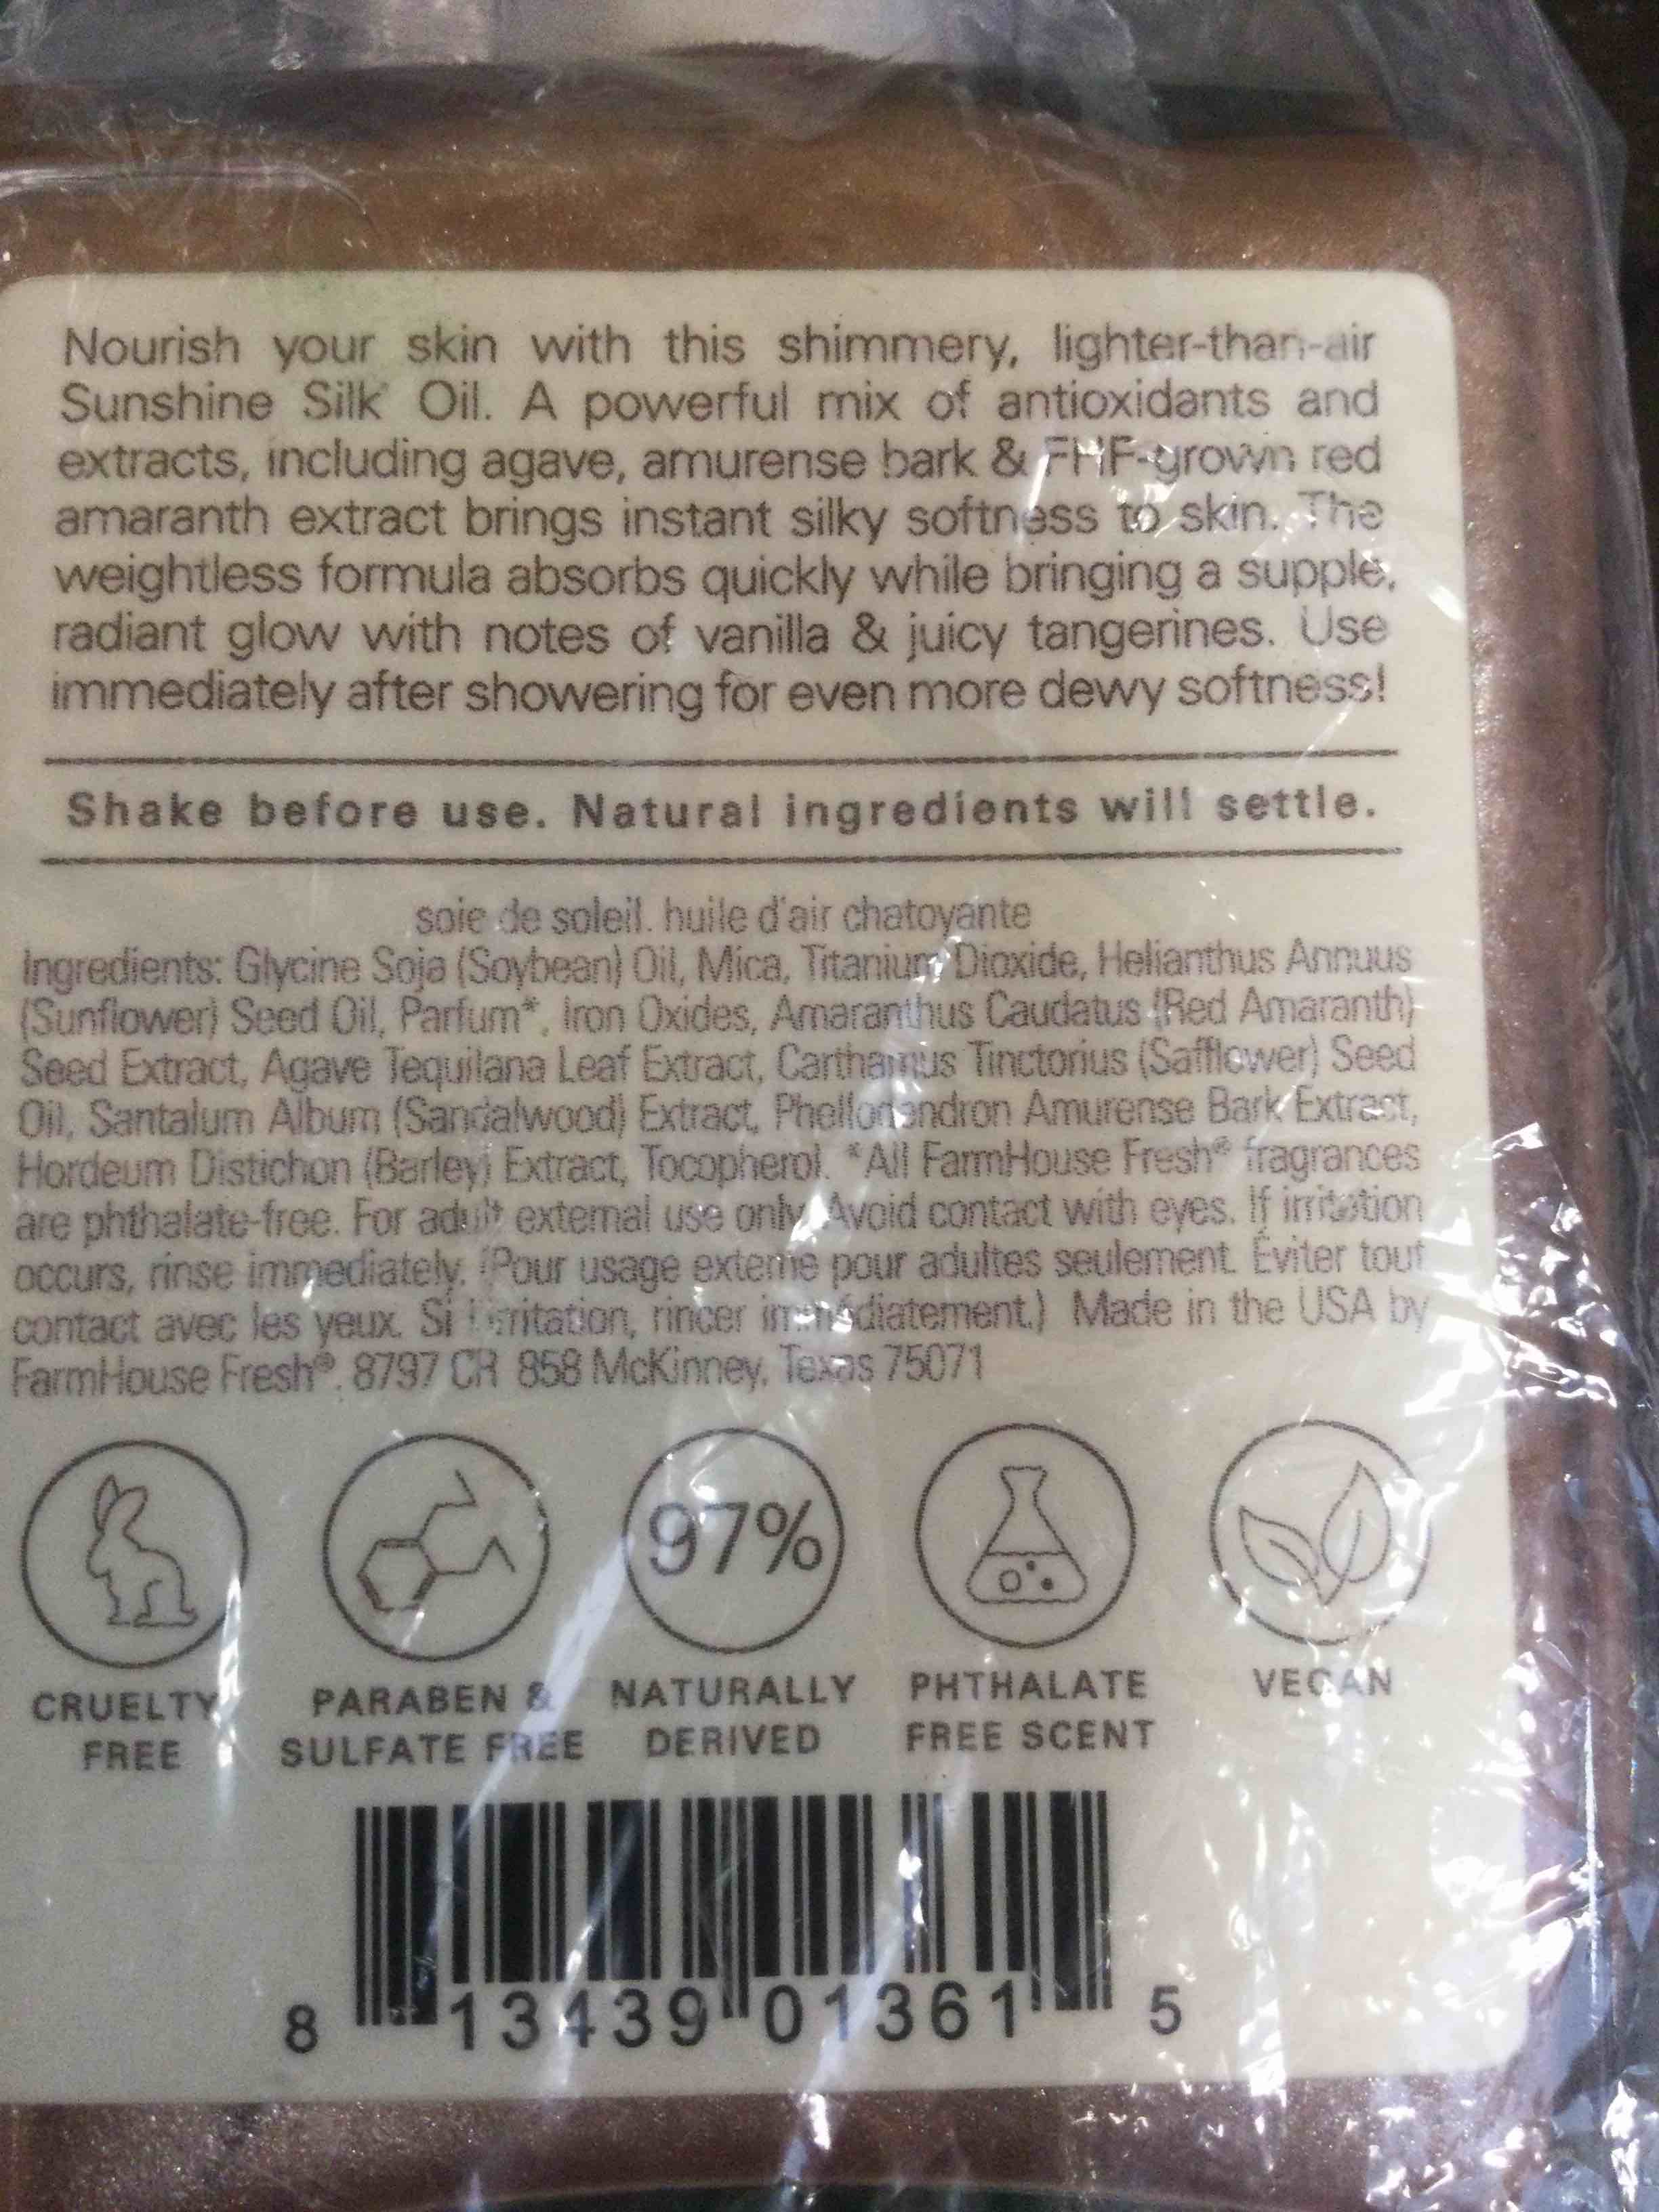 Nourish your skin with this shimmery, lighter-than-air
Sunshine Silk Oil. A powerful mix of antioxidants and
extracts, including agave, amurense bark & FHF-grown red
amaranth extract brings instant silky softness to skin. The
weightless formula absorbs quickly while bringing a supple,
radiant glow with notes of vanilla & juicy tangerines. Use
immediately after showering for even more dewy softness!
Shake before use. Natural ingredients will settle.
soie de soleil. huile d'air chatoyante
Ingredients: Glycine Soja (Soybean) Oil, Mica, Titanium Dioxide, Helianthus Annuus
(Sunflower) Seed Oil, Parfum*, Iron Oxides, Amaranthus Caudatus (Red Amaranth)
Seed Extract, Agave Tequilana Leaf Extract, Carthamus Tinctorius (Safflower) Seed
Oil, Santalum Album (Sandalwood) Extract, Phellodendron Amurense Bark Extract,
Hordeum Distichon (Barley) Extract, Tocopherol. *All FarmHouse Fresh® fragrances
are phthalate-free. For adult external use only. Avoid contact with eyes. If irritation
occurs, rinse immediately. (Pour usage externe pour adultes seulement. Éviter tout
contact avec les yeux. Si irritation, rincer immédiatement.) Made in the USA by
FarmHouse Fresh®. 8797 CR 858 McKinney, Texas 75071
97%
CRUELTY FREE
PARABEN & SULFATE FREE
NATURALLY DERIVED
PHTHALATE FREE SCENT
VEGAN
8 13439 01361 5